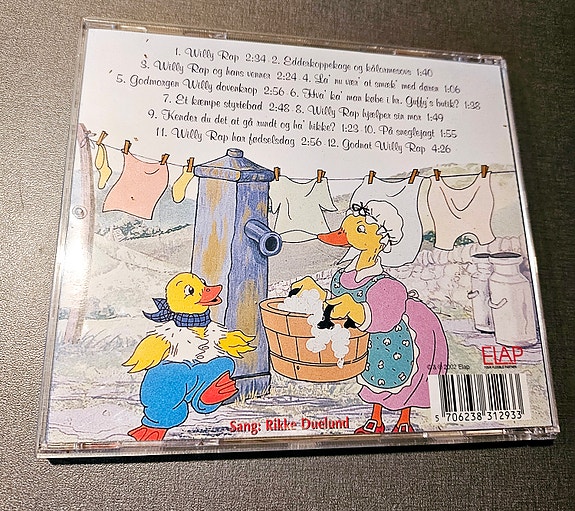 1. Willy Rap 2:34 2. Edderkoppekage og kålormesovs 1:40
3. Willy Rap og hans venner 2:24 4. La' nu vær' at smæk' med døren 1:06
5. Godmorgen Willy dovenkrop 2:56 6. Hva' ka' man købe i hr. Guffy's butik? 1:38
7. Et kæmpe styrtebad 2:48 8. Willy Rap hjælper sin mor 1:49
9. Kender du det at gå rundt og ha' hikke? 1:23 10. På sneglejagt 1:55
11. Willy Rap har fødselsdag 2:56 12. Godnat Willy Rap 4:26
ELAP
© & ℗ 2002 Elap
5 706238 312933
Sang: Rikke Duelund